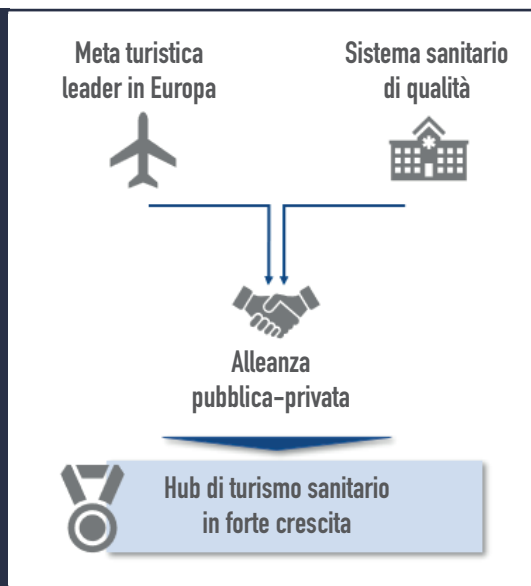 Meta turistica
leader in Europa
Sistema sanitario
di qualità
Alleanza
pubblica-privata
Hub di turismo sanitario
in forte crescita